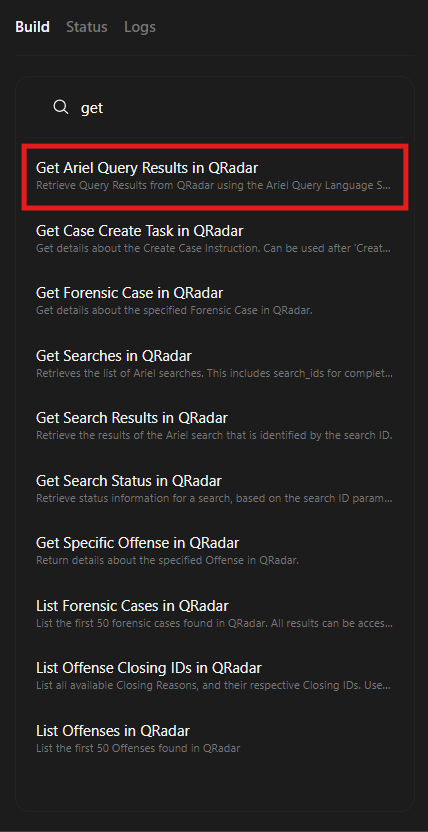 Build Status Logs
get
Get Ariel Query Results in QRadar
Retrieve Query Results from QRadar using the Ariel Query Language S...
Get Case Create Task in QRadar
Get details about the Create Case Instruction. Can be used after 'Creat...
Get Forensic Case in QRadar
Get details about the specified Forensic Case in QRadar.
Get Searches in QRadar
Retrieves the list of Ariel searches. This includes search_ids for complet...
Get Search Results in QRadar
Retrieve the results of the Ariel search that is identified by the search ID.
Get Search Status in QRadar
Retrieve status information for a search, based on the search ID param...
Get Specific Offense in QRadar
Return details about the specified Offense in QRadar.
List Forensic Cases in QRadar
List the first 50 forensic cases found in QRadar. All results can be acces...
List Offense Closing IDs in QRadar
List all available Closing Reasons, and their respective Closing IDs. Use...
List Offenses in QRadar
List the first 50 Offenses found in QRadar